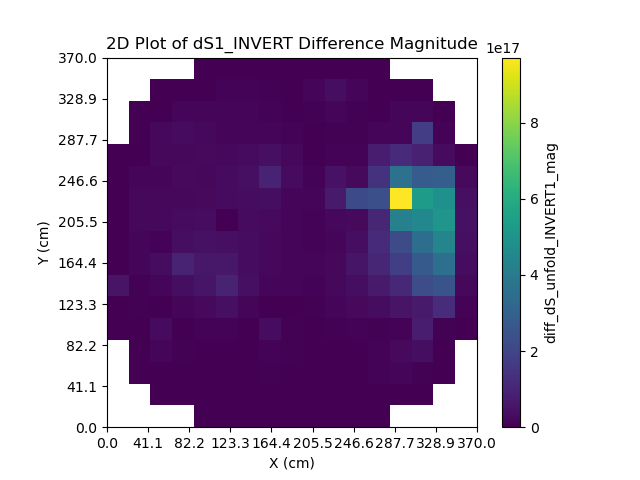 2D Plot of dS1_INVERT Difference Magnitude
1e17
370.0
328.9
287.7
246.6
205.5
164.4
123.3
82.2
41.1
0.0
Y (cm)
0.0 41.1 82.2 123.3 164.4 205.5 246.6 287.7 328.9 370.0
X (cm)
8
6
4
2
0
diff_dS_unfold_INVERT1_mag